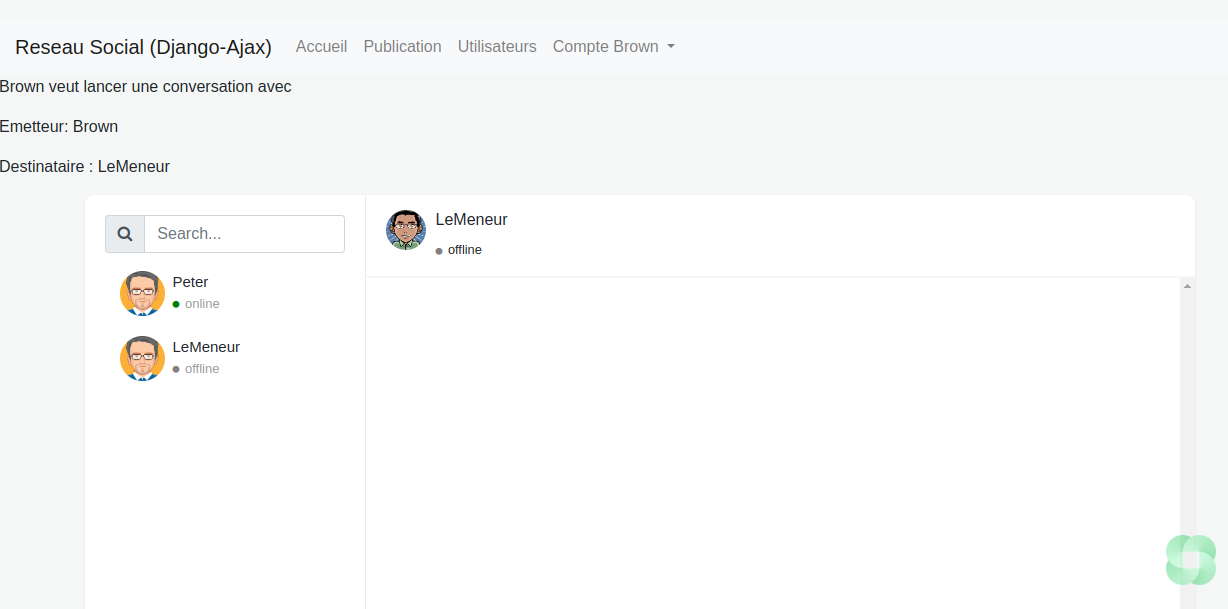 Reseau Social (Django-Ajax) Accueil Publication Utilisateurs Compte Brown
Brown veut lancer une conversation avec
Emetteur: Brown
Destinataire : LeMeneur
Search...
Peter
online
LeMeneur
offline
LeMeneur
offline